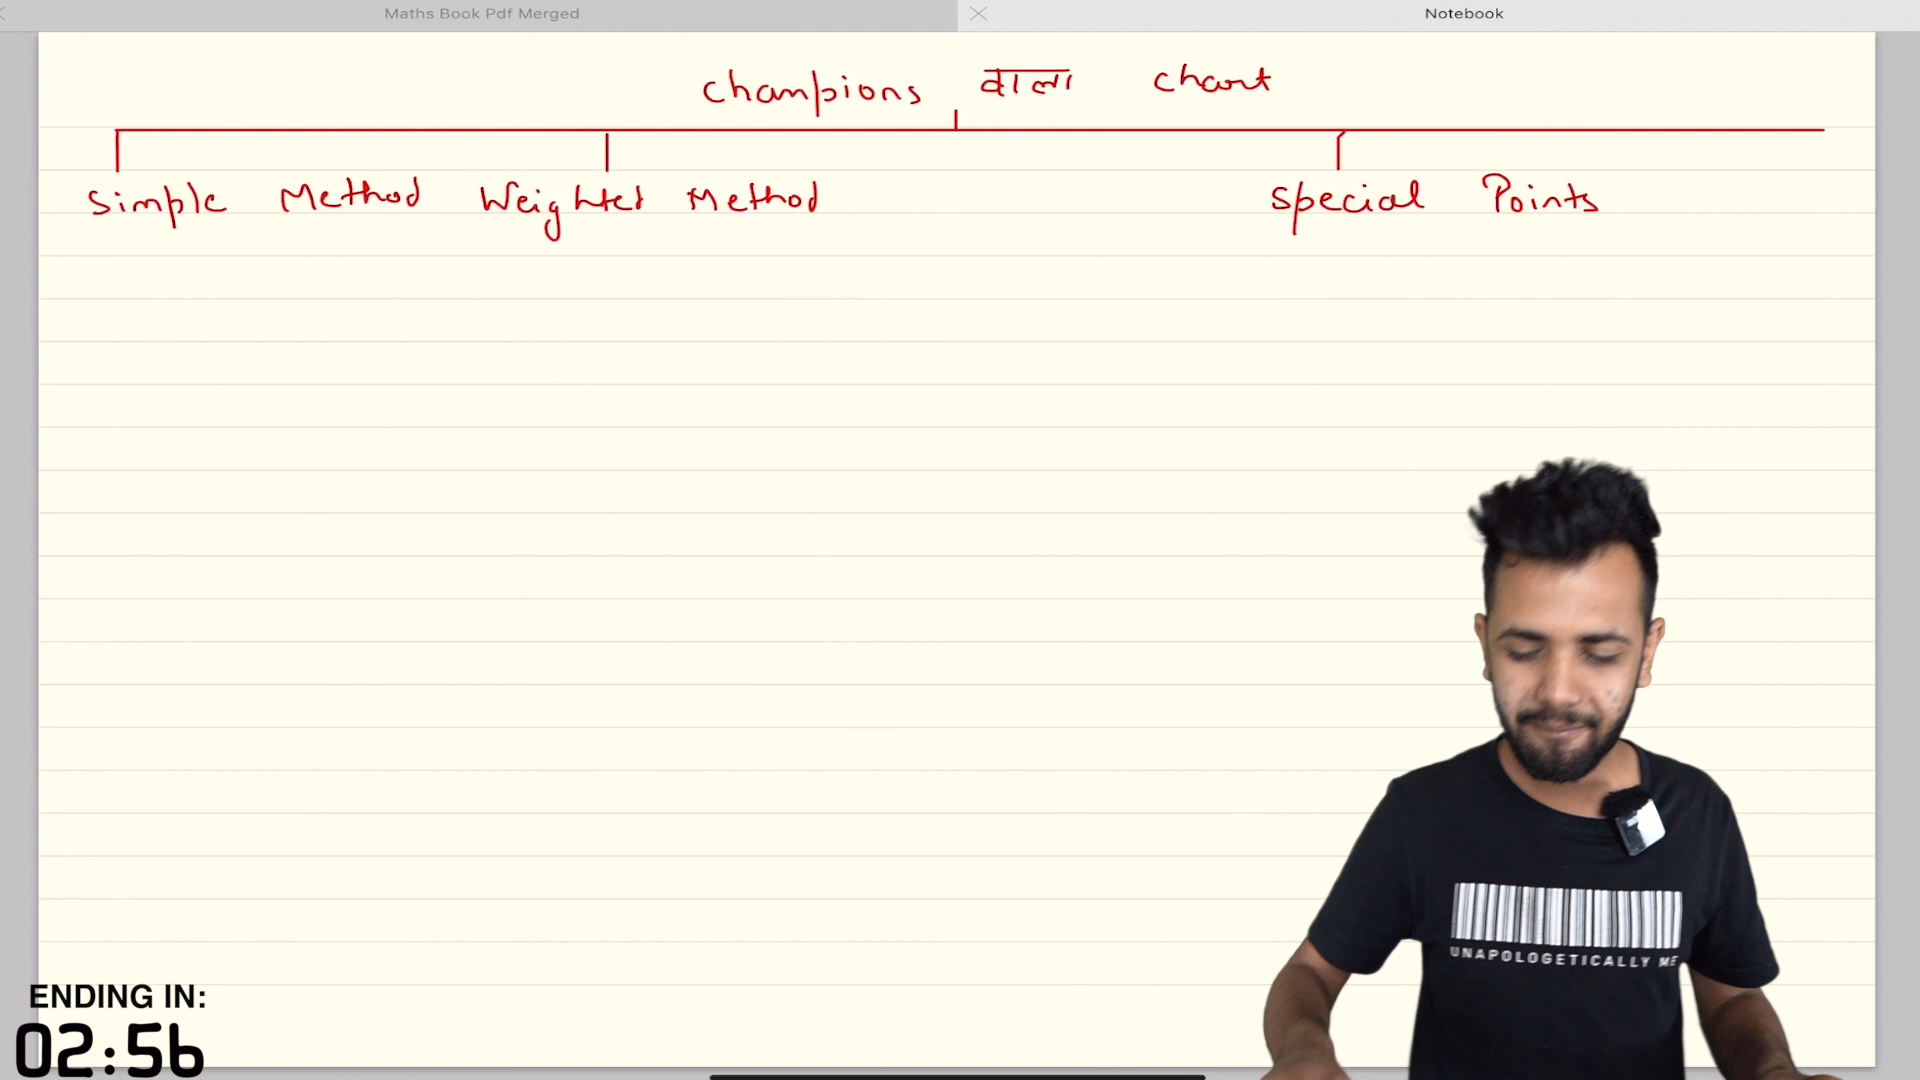 Maths Book Pdf Merged
Notebook
Champions वाला chart
Simple Method Weighted Method Special Points
UNAPOLOGETICALLY ME
ENDING IN:
02:56